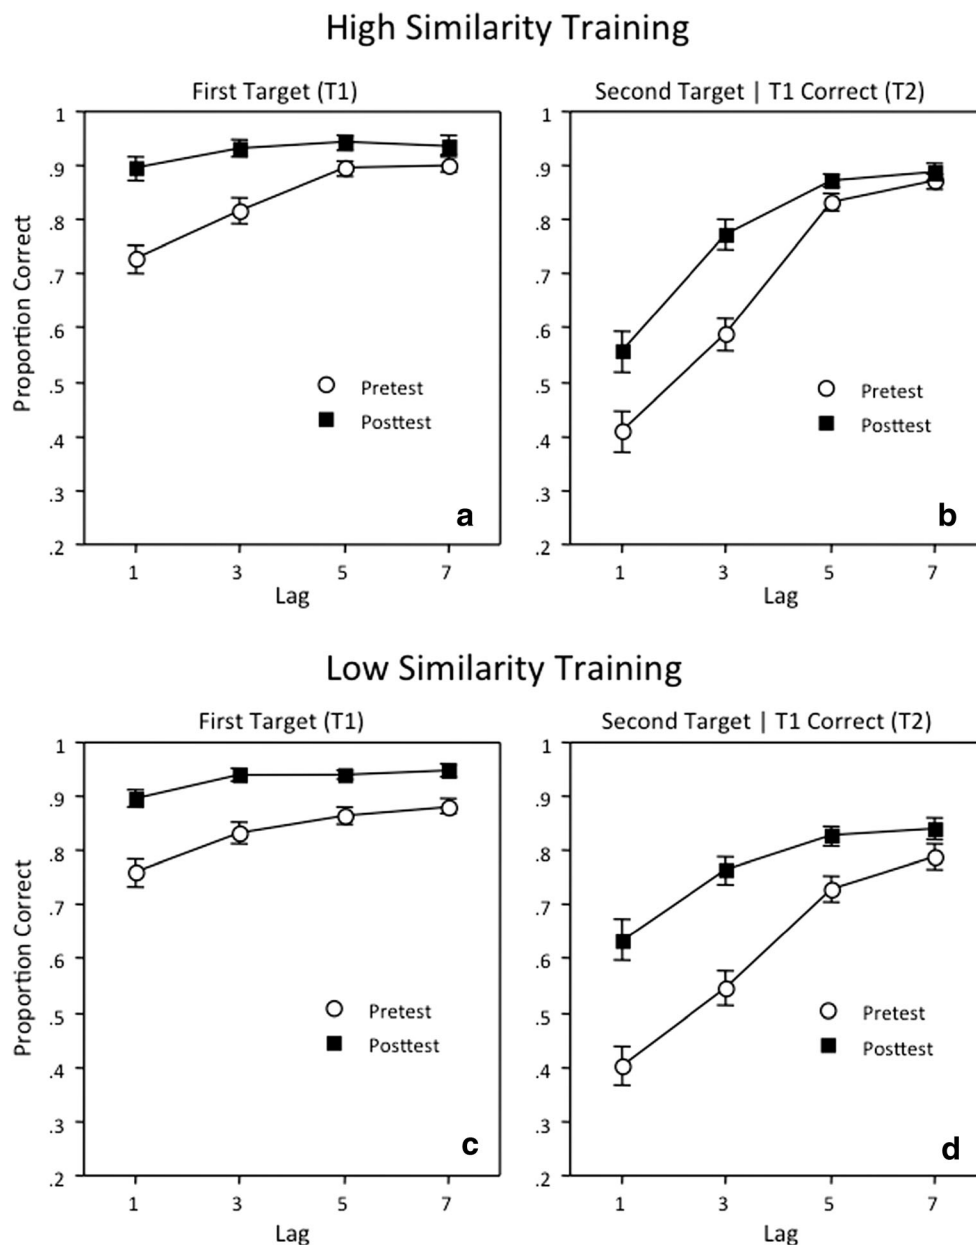 High Similarity Training
First Target (T1)
Second Target | T1 Correct (T2)
Proportion Correct
1
.9
.8
.7
.6
.5
.4
.3
.2
Pretest
Posttest
a
1 3 5 7
Lag
1
.9
.8
.7
.6
.5
.4
.3
.2
Pretest
Posttest
b
1 3 5 7
Lag
Low Similarity Training
First Target (T1)
Second Target | T1 Correct (T2)
Proportion Correct
1
.9
.8
.7
.6
.5
.4
.3
.2
Pretest
Posttest
c
1 3 5 7
Lag
1
.9
.8
.7
.6
.5
.4
.3
.2
Pretest
Posttest
d
1 3 5 7
Lag